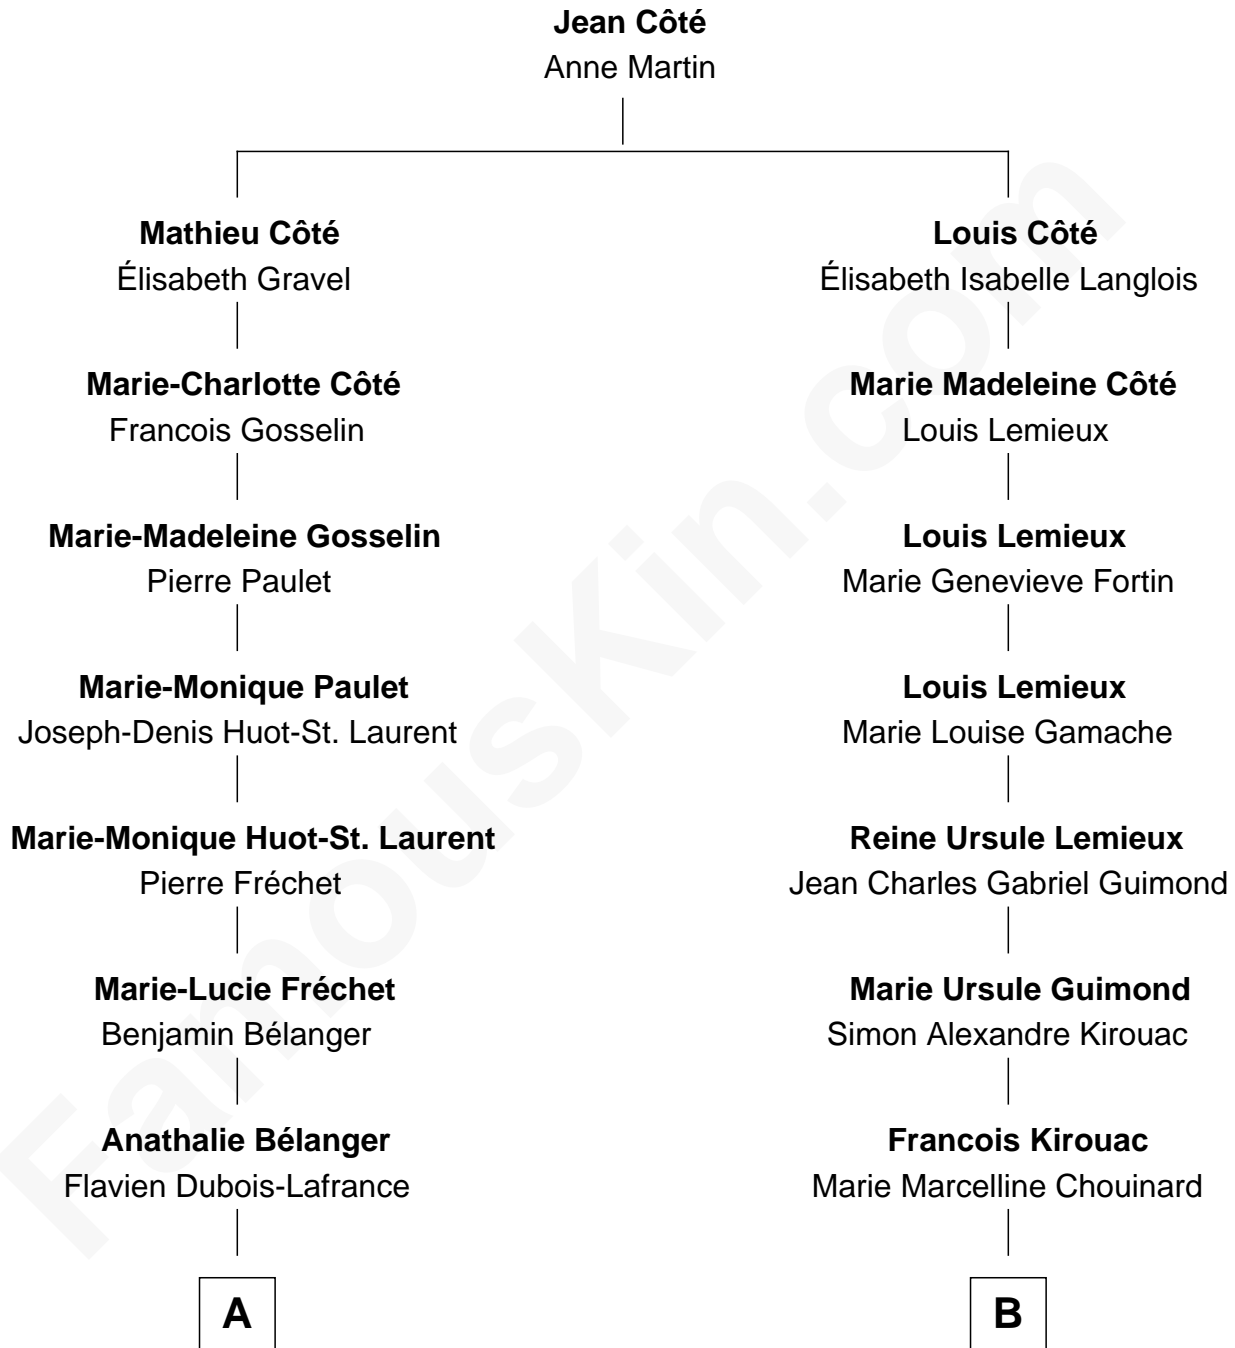 Jean Côté
Anne Martin
Mathieu Côté
Élisabeth Gravel
Louis Côté
Élisabeth Isabelle Langlois
Marie-Charlotte Côté
Francois Gosselin
Marie Madeleine Côté
Louis Lemieux
Marie-Madeleine Gosselin
Pierre Paulet
Louis Lemieux
Marie Genevieve Fortin
Marie-Monique Paulet
Joseph-Denis Huot-St. Laurent
Louis Lemieux
Marie Louise Gamache
Marie-Monique Huot-St. Laurent
Pierre Fréchet
Reine Ursule Lemieux
Jean Charles Gabriel Guimond
Marie-Lucie Fréchet
Benjamin Bélanger
Marie Ursule Guimond
Simon Alexandre Kirouac
Anathalie Bélanger
Flavien Dubois-Lafrance
Francois Kirouac
Marie Marcelline Chouinard
A
B
FamousKin.com